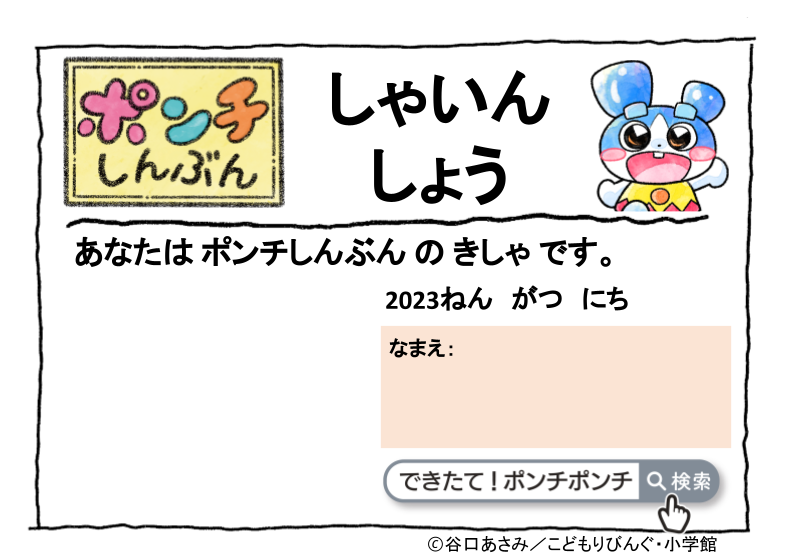 ポンチ
しんぶん
しゃいん
しょう
あなたは ポンチしんぶん の きしゃ です。
2023ねん　がつ　にち
なまえ：
できたて！ポンチポンチ 検索
©谷口あさみ／こどもりびんぐ・小学館